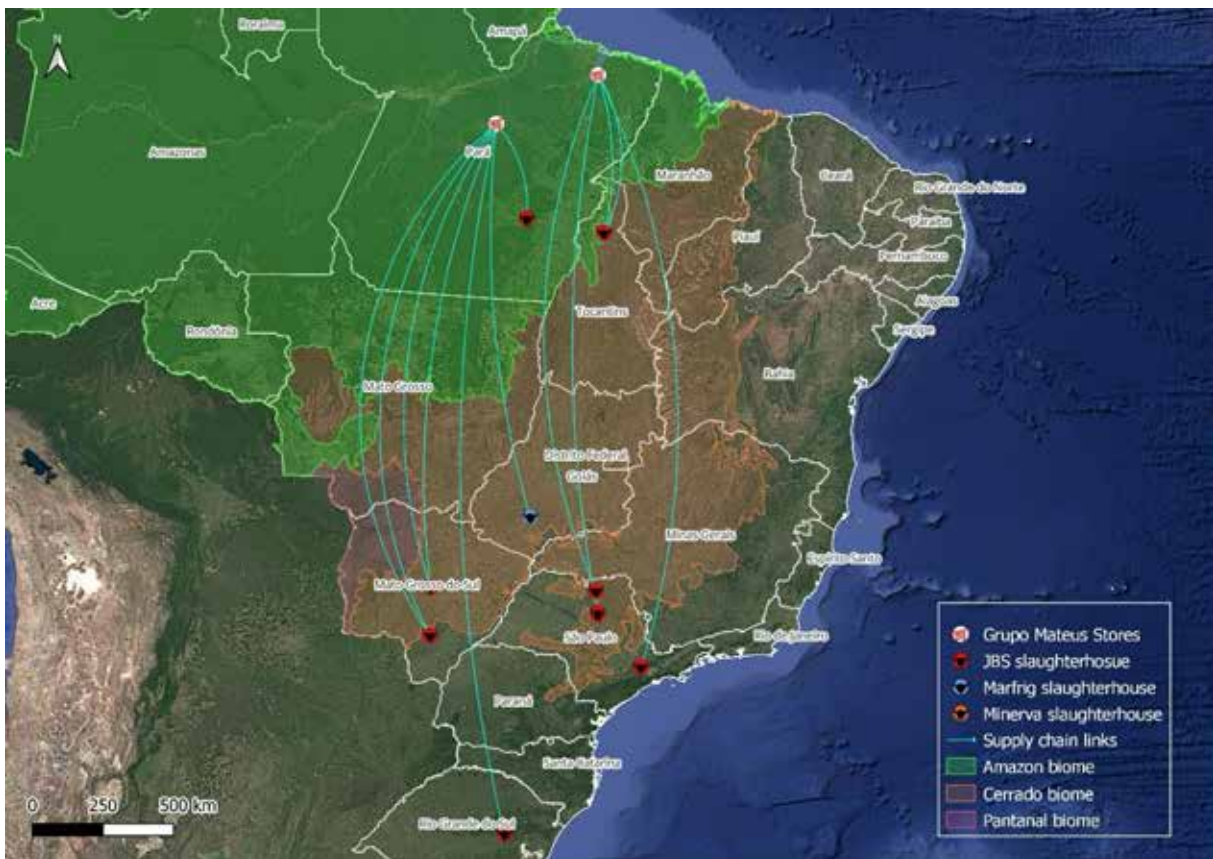 Roraima
Amapá
N
Amazonas
Pará
Maranhão
Ceará
Rio Grande do Norte
Paraíba
Piauí
Pernambuco
Acre
Alagoas
Tocantins
Sergipe
Rondônia
Bahia
Mato Grosso
Distrito Federal
Goiás
Minas Gerais
Espírito Santo
Mato Grosso do Sul
São Paulo
Rio de Janeiro
Paraná
Santa Catarina
Rio Grande do Sul
0 250 500 km
Grupo Mateus Stores
JBS slaughterhosue
Marfrig slaughterhouse
Minerva slaughterhouse
Supply chain links
Amazon biome
Cerrado biome
Pantanal biome